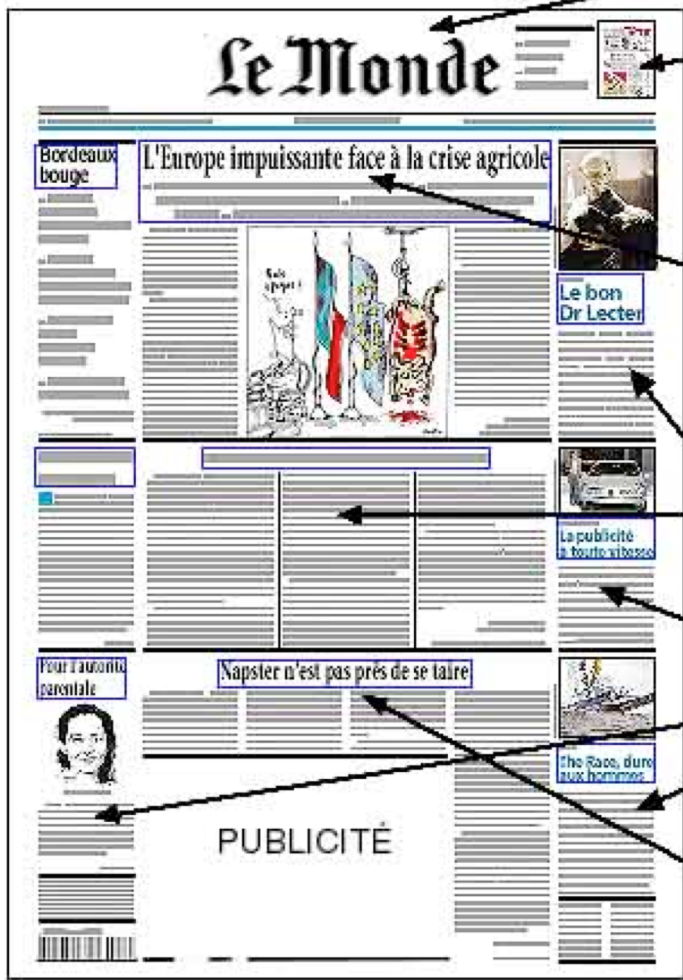 Le Monde
Bordeaux
bouge
L'Europe impuissante face à la crise agricole
Le bon
Dr Lecter
La publicité
à toute vitesse
Pour l'autorité
parentale
Napster n'est pas près de se taire
The Race, dure
aux hommes
PUBLICITÉ